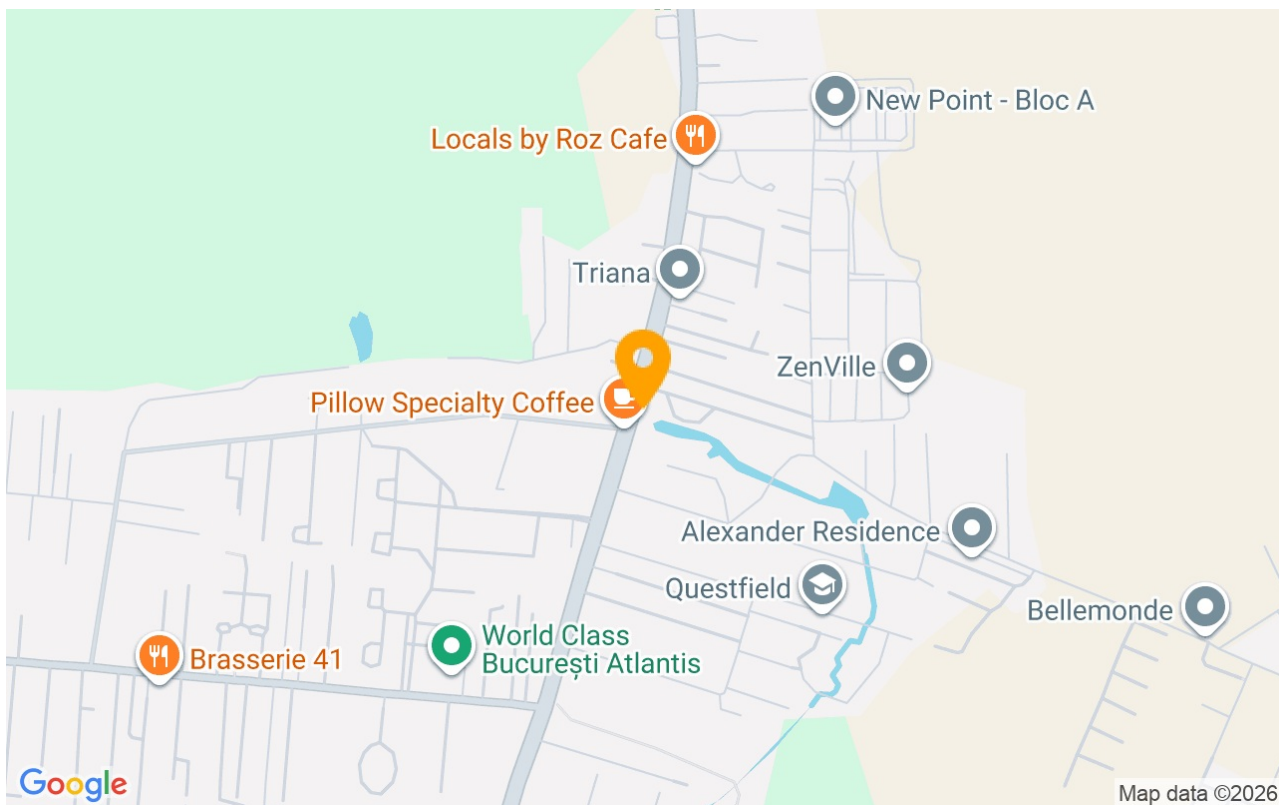 New Point - Bloc A
Locals by Roz Cafe
Triana
ZenVille
Pillow Specialty Coffee
Alexander Residence
Questfield
Bellemonde
World Class
București Atlantis
Brasserie 41
Google
Map data ©2026